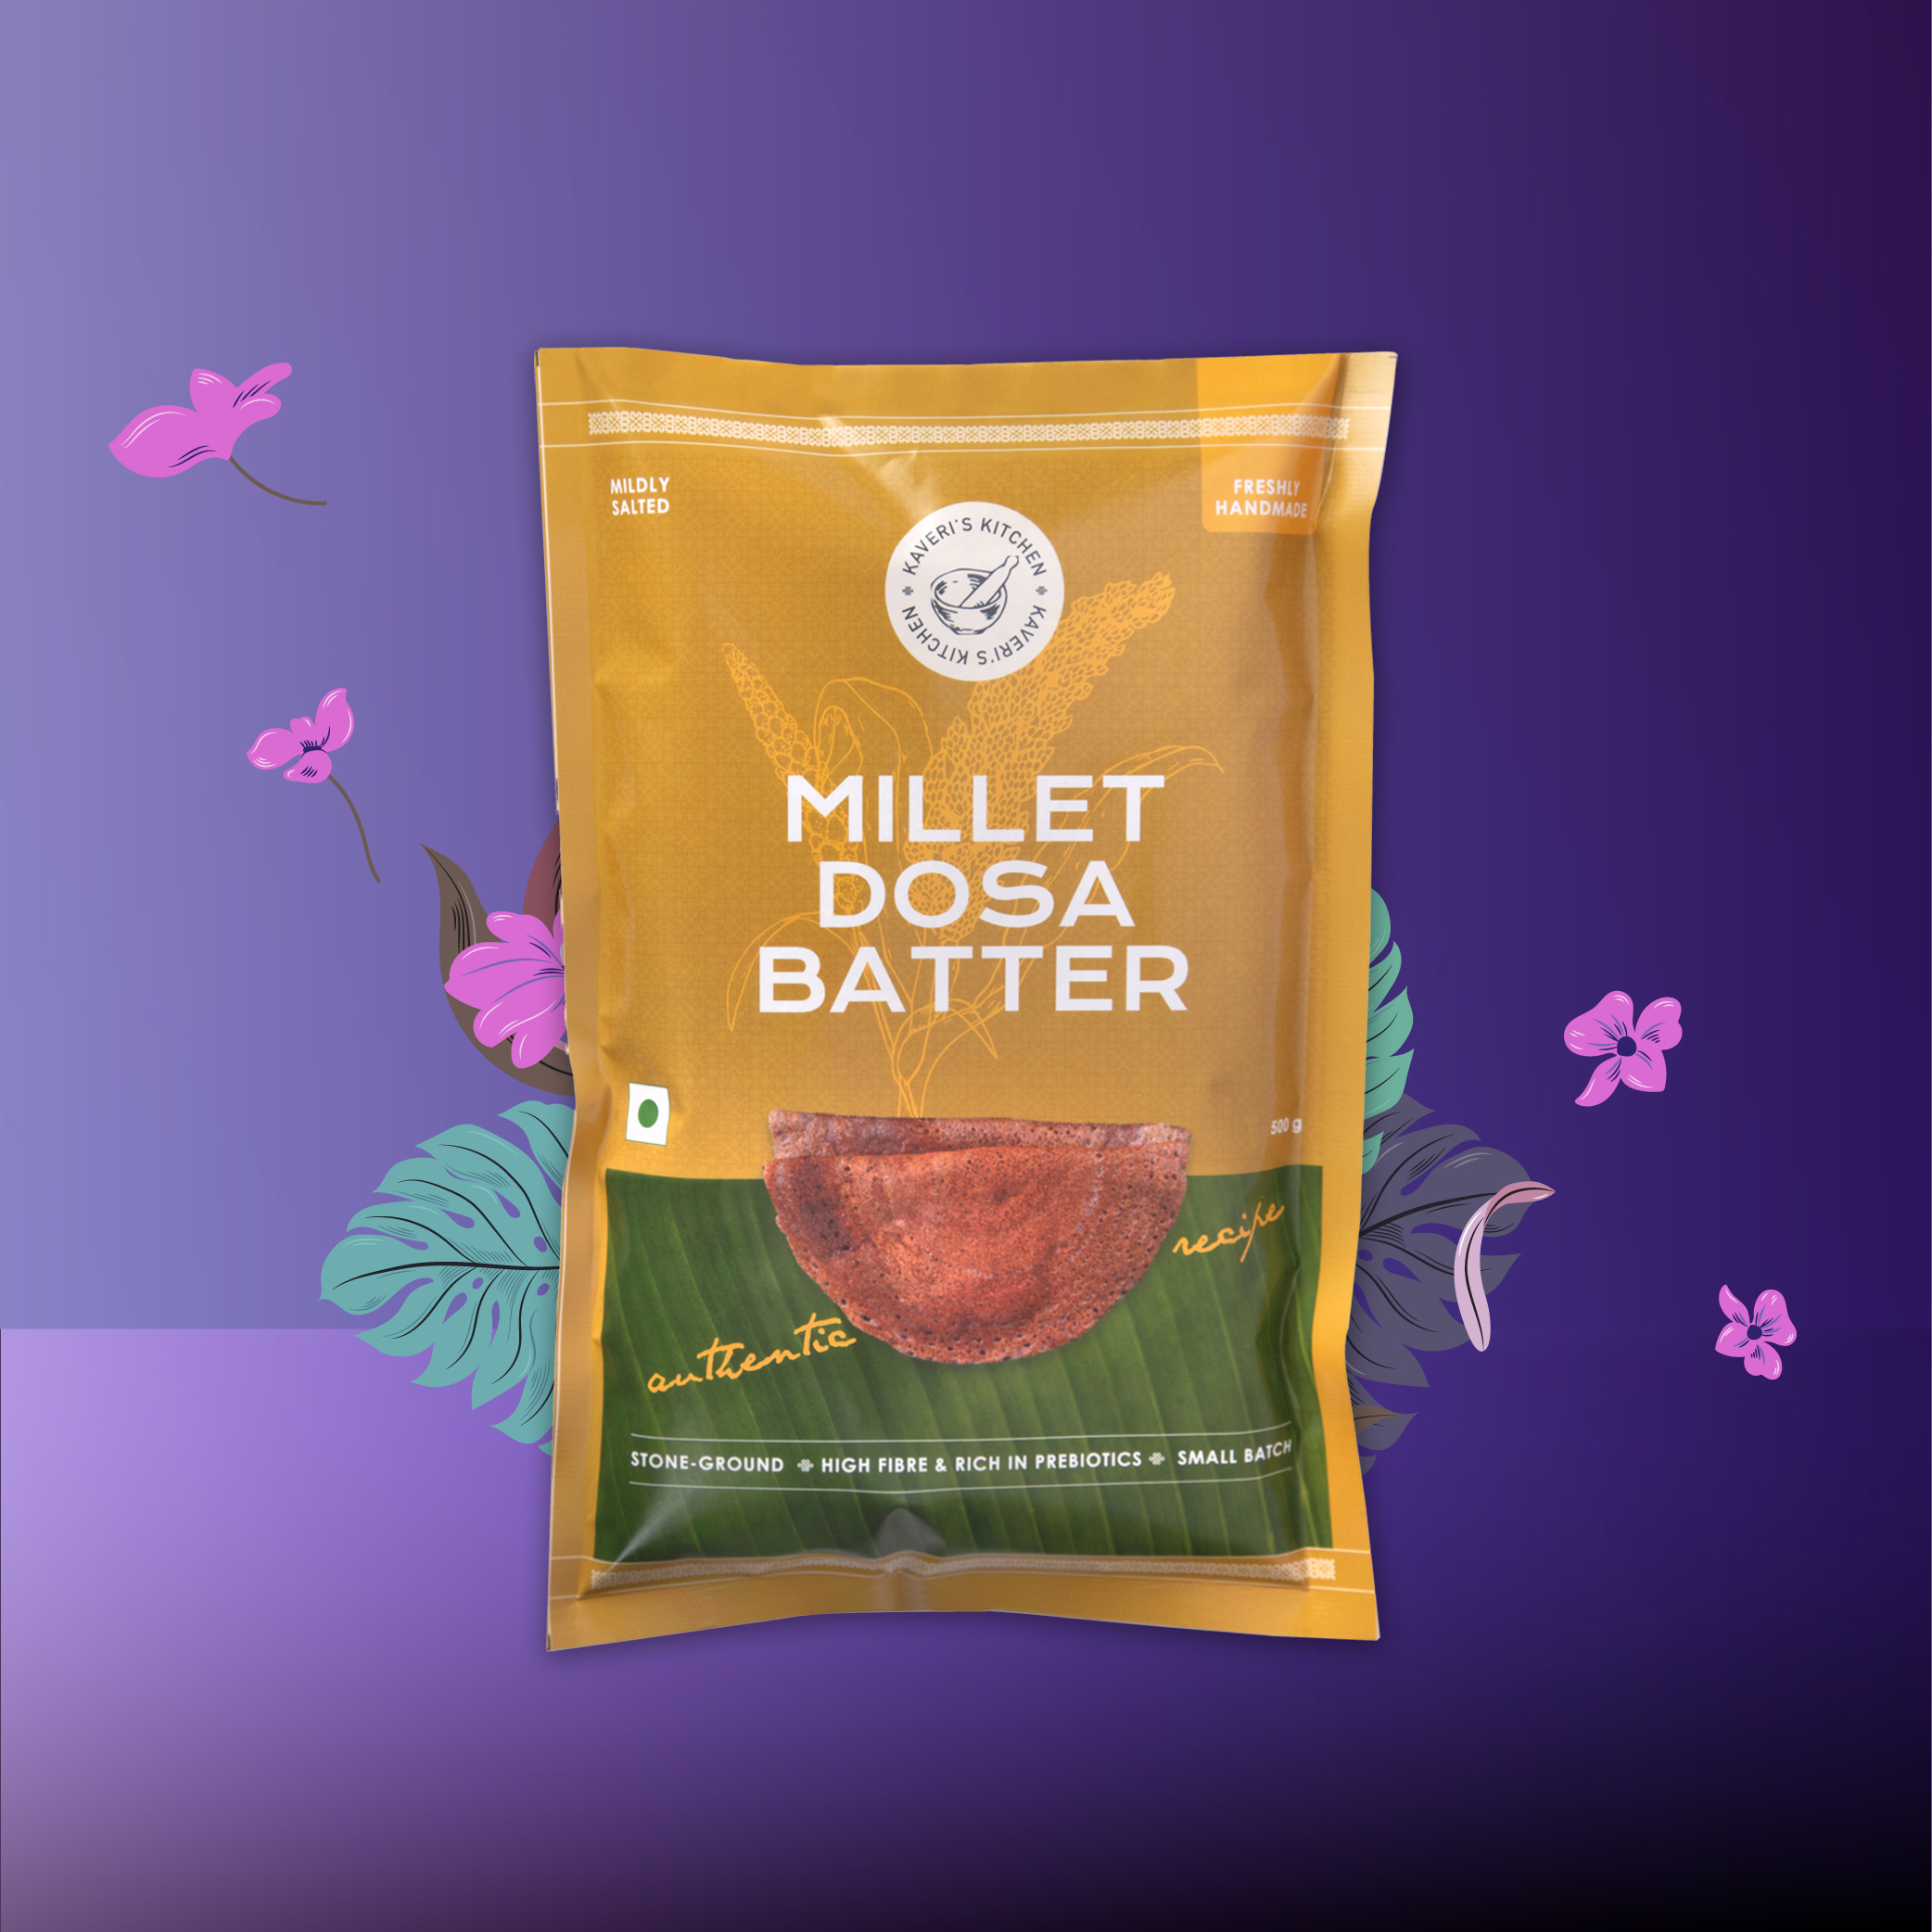 MILDLY
SALTED
FRESHLY
HANDMADE
KAVERI'S KITCHEN
KAVERI'S KITCHEN
MILLET
DOSA
BATTER
500 g
authentic
recipe
STONE-GROUND HIGH FIBRE & RICH IN PREBIOTICS SMALL BATCH